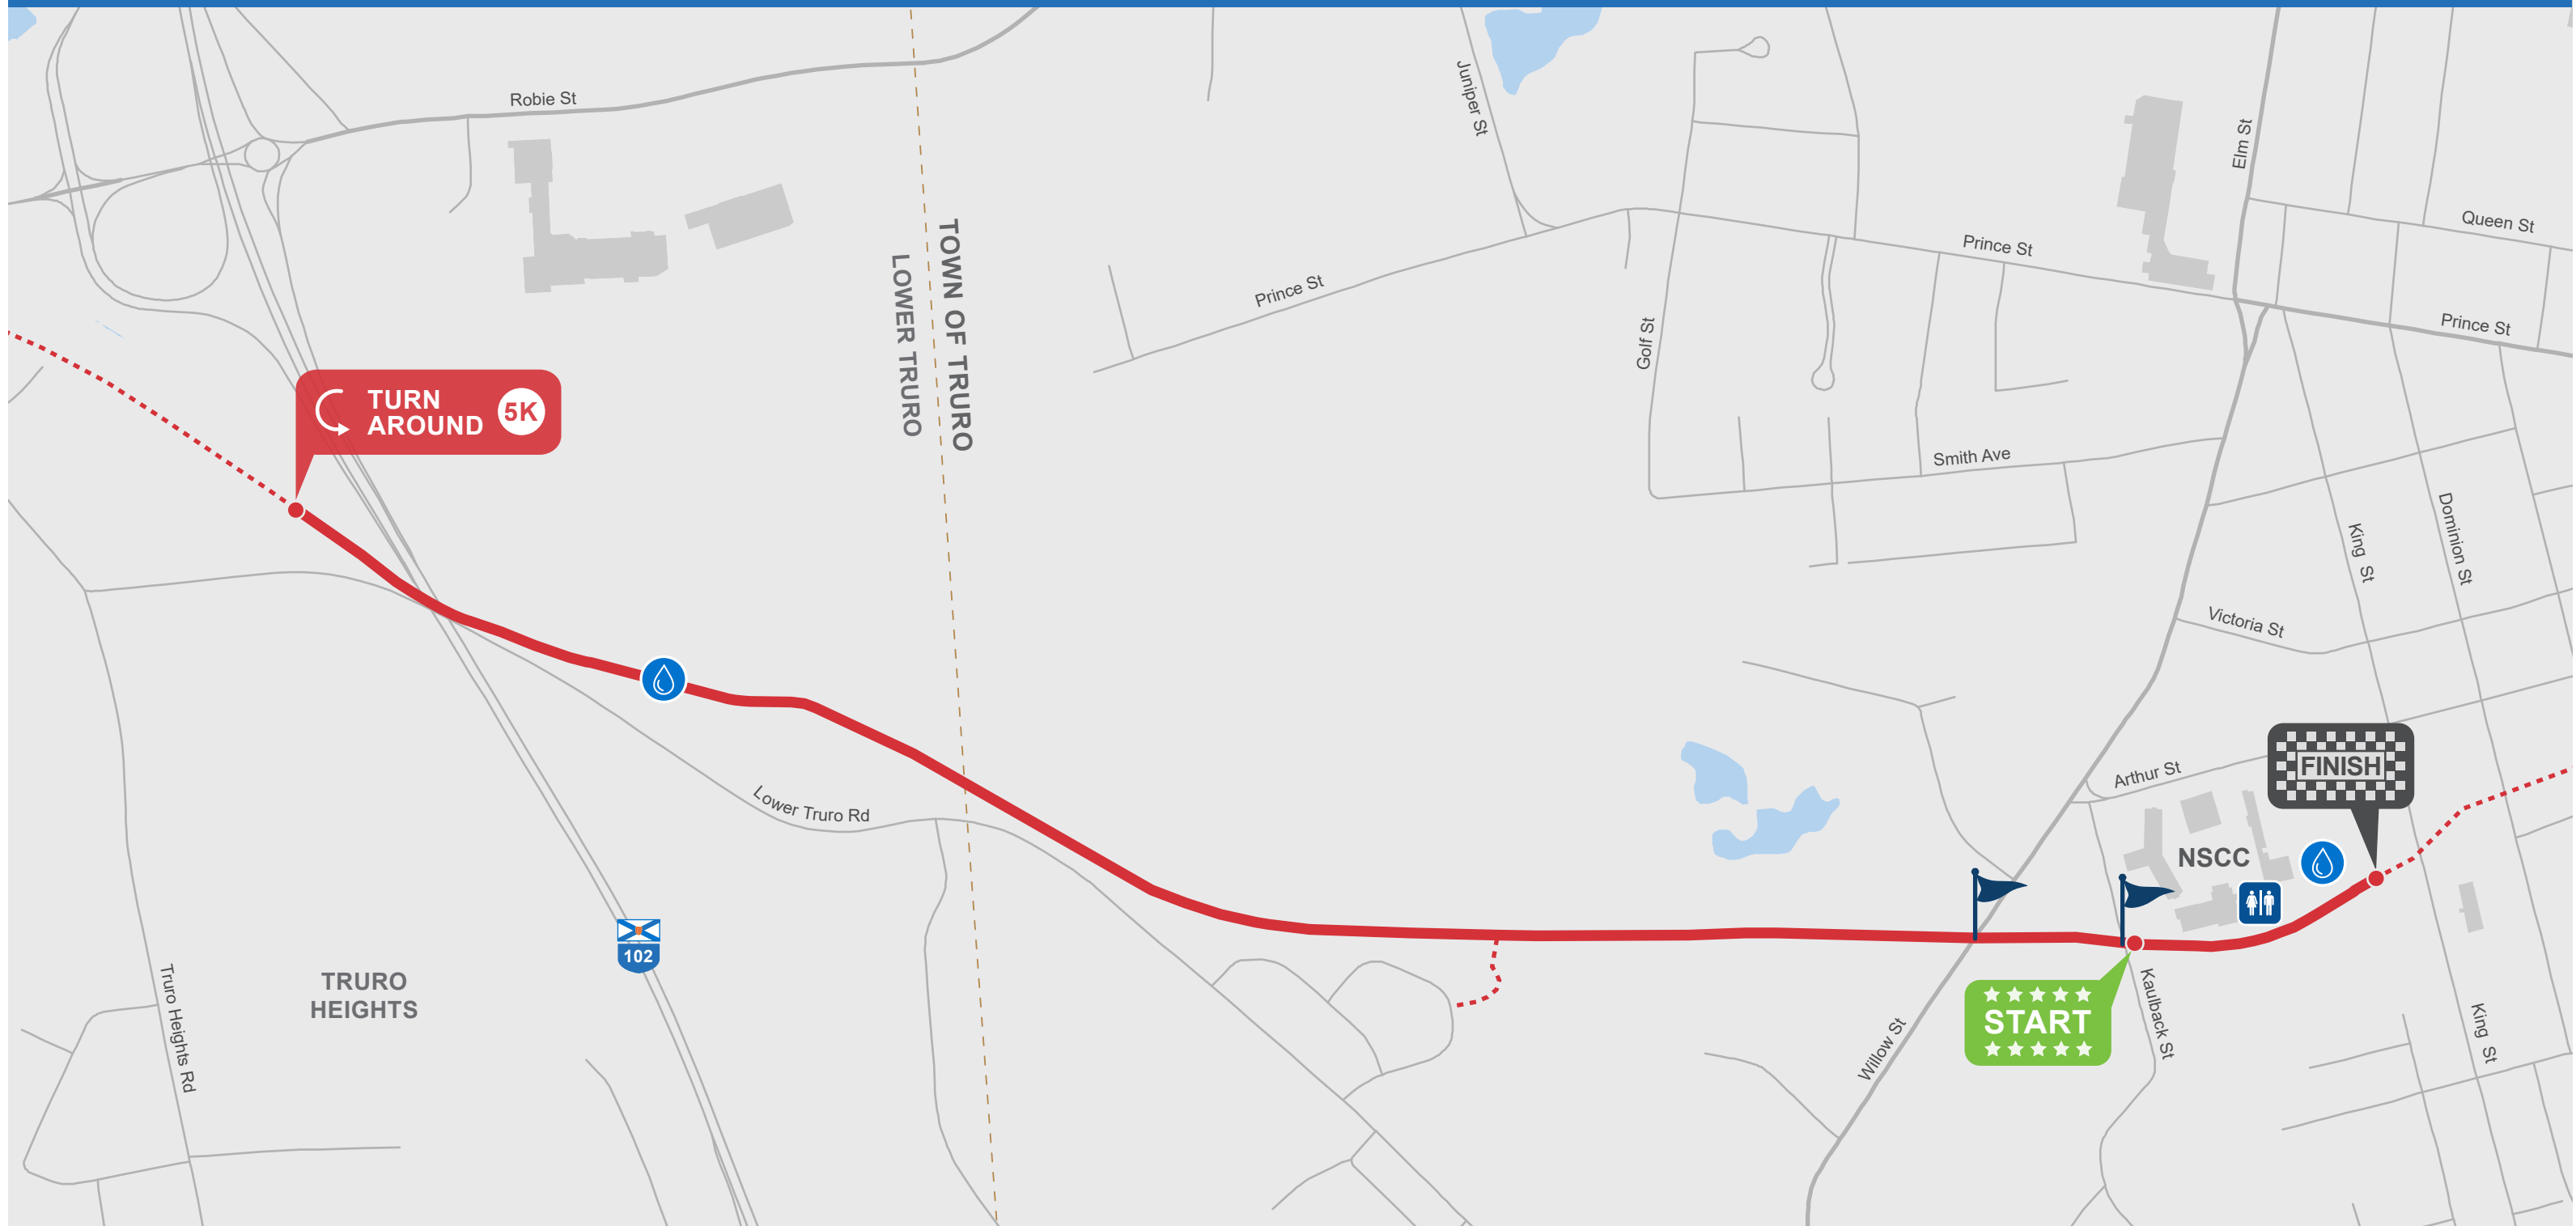 Robie St
Juniper St
Elm St
Queen St
Prince St
Prince St
Prince St
TOWN OF TRURO
LOWER TRURO
Golf St
TURN
AROUND
5K
Smith Ave
King St
Dominion St
Victoria St
Lower Truro Rd
Arthur St
FINISH
NSCC
102
TRURO
HEIGHTS
Truro Heights Rd
START
Willow St
Kaulback St
King St